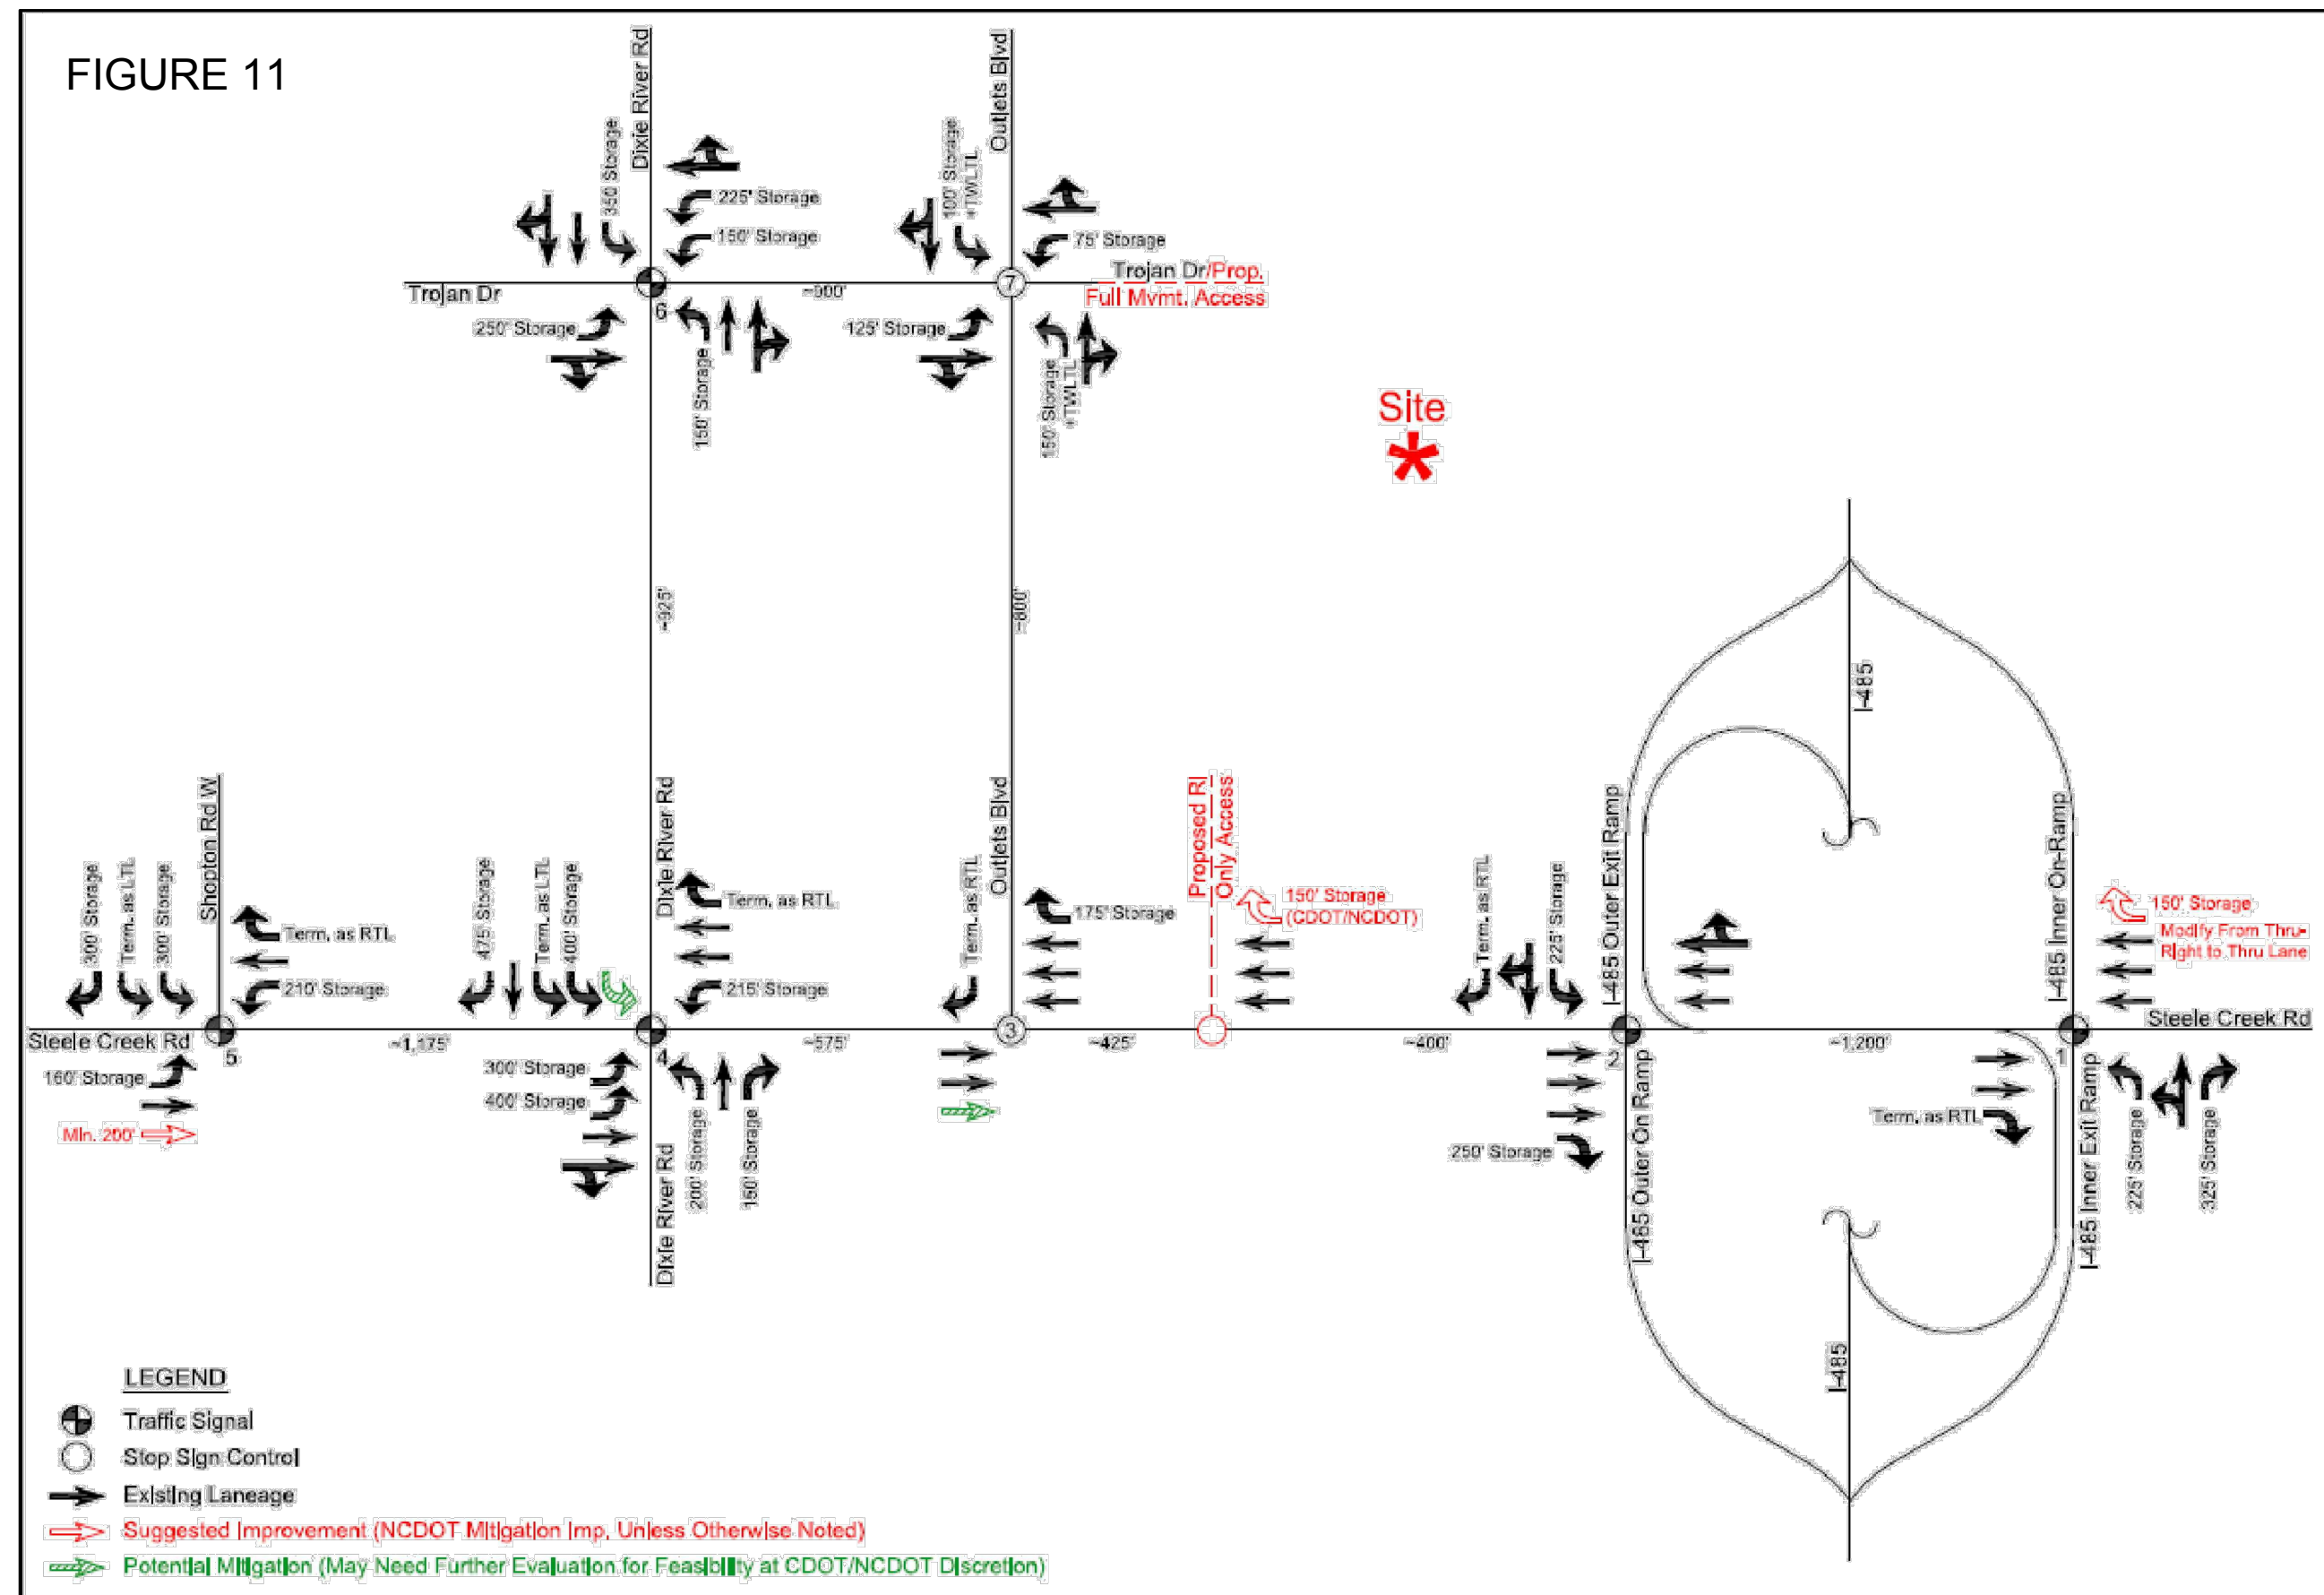 FIGURE 11
Dixie River Rd
Outlets Blvd
350 Storage
225' Storage
150' Storage
100' Storage
+TWLTL
75' Storage
Trojan Dr
6
~900'
7
Trojan Dr/Prop.
Full Mvmt. Access
250' Storage
150' Storage
125' Storage
150' Storage
+TWLTL
Site
*
~925'
~800'
I-485
300' Storage
Term. as LTL
300' Storage
Shopton Rd W
Term. as RTL
210' Storage
475' Storage
Term. as LTL
400' Storage
Dixie River Rd
Term. as RTL
215' Storage
Term. as RTL
Outlets Blvd
175' Storage
Proposed RI
Only Access
150' Storage
(CDOT/NCDOT)
Term. as RTL
225' Storage
I-485 Outer Exit Ramp
I-485 Inner On-Ramp
150' Storage
Modify From Thru-
Right to Thru Lane
Steele Creek Rd
5
~1,175'
4
~575'
3
~425'
~400'
2
~1,200'
1
Steele Creek Rd
160' Storage
Min. 200'
300' Storage
400' Storage
200' Storage
150' Storage
Dixie River Rd
250' Storage
I-485 Outer On Ramp
Term. as RTL
I-485 Inner Exit Ramp
225' Storage
325' Storage
I-485
LEGEND
Traffic Signal
Stop Sign Control
Existing Laneage
Suggested Improvement (NCDOT Mitigation Imp. Unless Otherwise Noted)
Potential Mitigation (May Need Further Evaluation for Feasibility at CDOT/NCDOT Discretion)